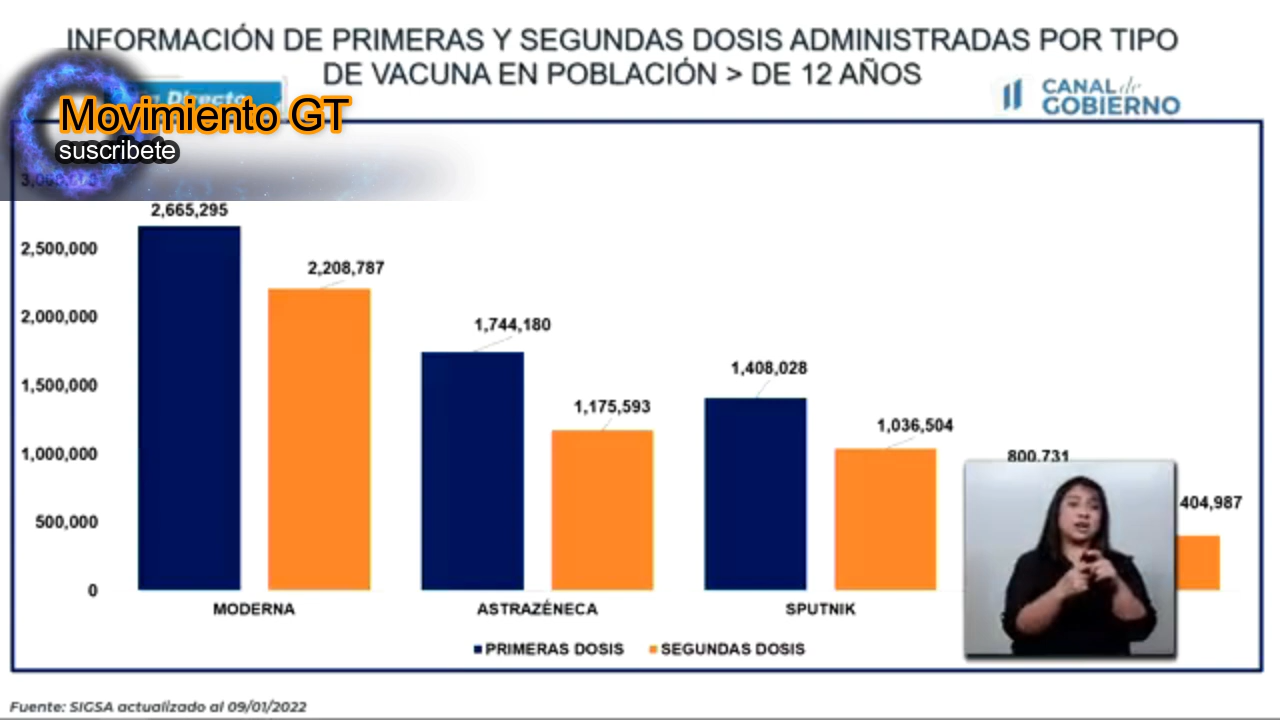 INFORMACIÓN DE PRIMERAS Y SEGUNDAS DOSIS ADMINISTRADAS POR TIPO
DE VACUNA EN POBLACIÓN > DE 12 AÑOS
Directo
CANAL de
GOBIERNO
Movimiento GT
suscribete
2,665,295
2,500,000
2,208,787
2,000,000
1,744,180
1,500,000
1,408,028
1,175,593
1,036,504
1,000,000
800,731
404,987
500,000
0
MODERNA
ASTRAZÉNECA
SPUTNIK
PRIMERAS DOSIS
SEGUNDAS DOSIS
Fuente: SIGSA actualizado al 09/01/2022